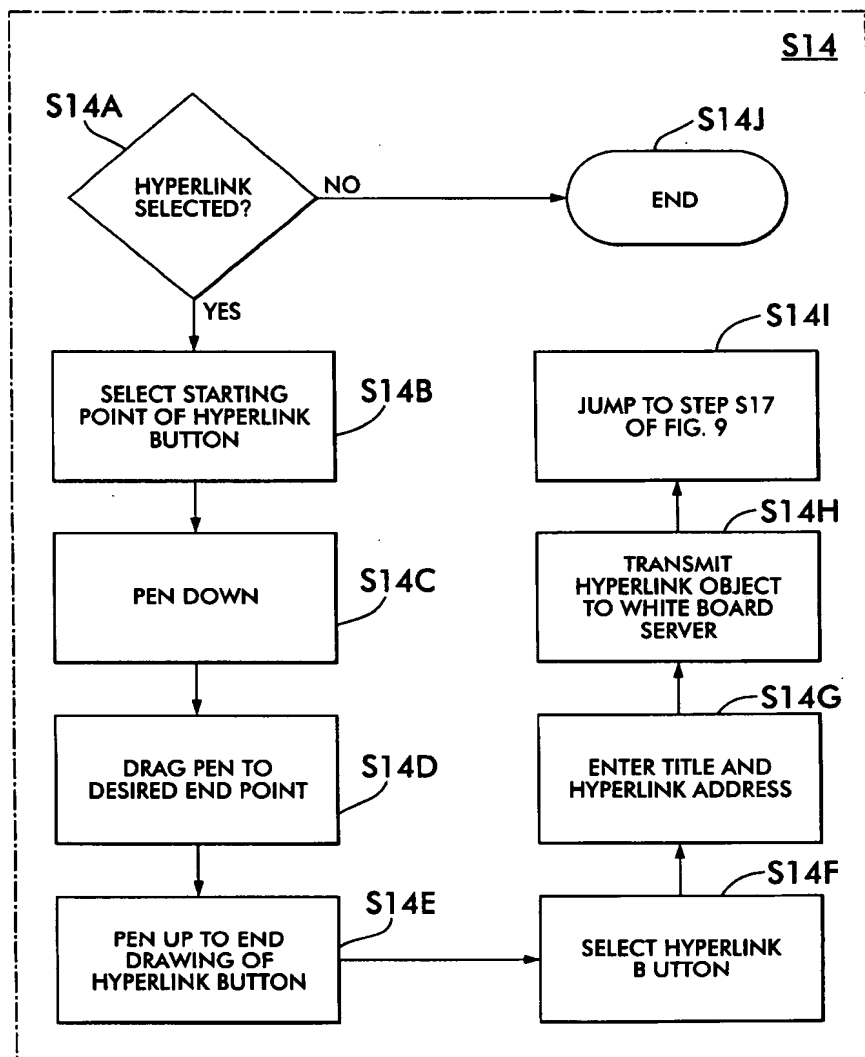 S14
S14A
HYPERLINK
SELECTED?
NO
S14J
END
YES
SELECT STARTING
POINT OF HYPERLINK
BUTTON
S14B
PEN DOWN
S14C
DRAG PEN TO
DESIRED END POINT
S14D
PEN UP TO END
DRAWING OF
HYPERLINK BUTTON
S14E
SELECT HYPERLINK
B UTTON
S14F
ENTER TITLE AND
HYPERLINK ADDRESS
S14G
TRANSMIT
HYPERLINK OBJECT
TO WHITE BOARD
SERVER
S14H
JUMP TO STEP S17
OF FIG. 9
S14I